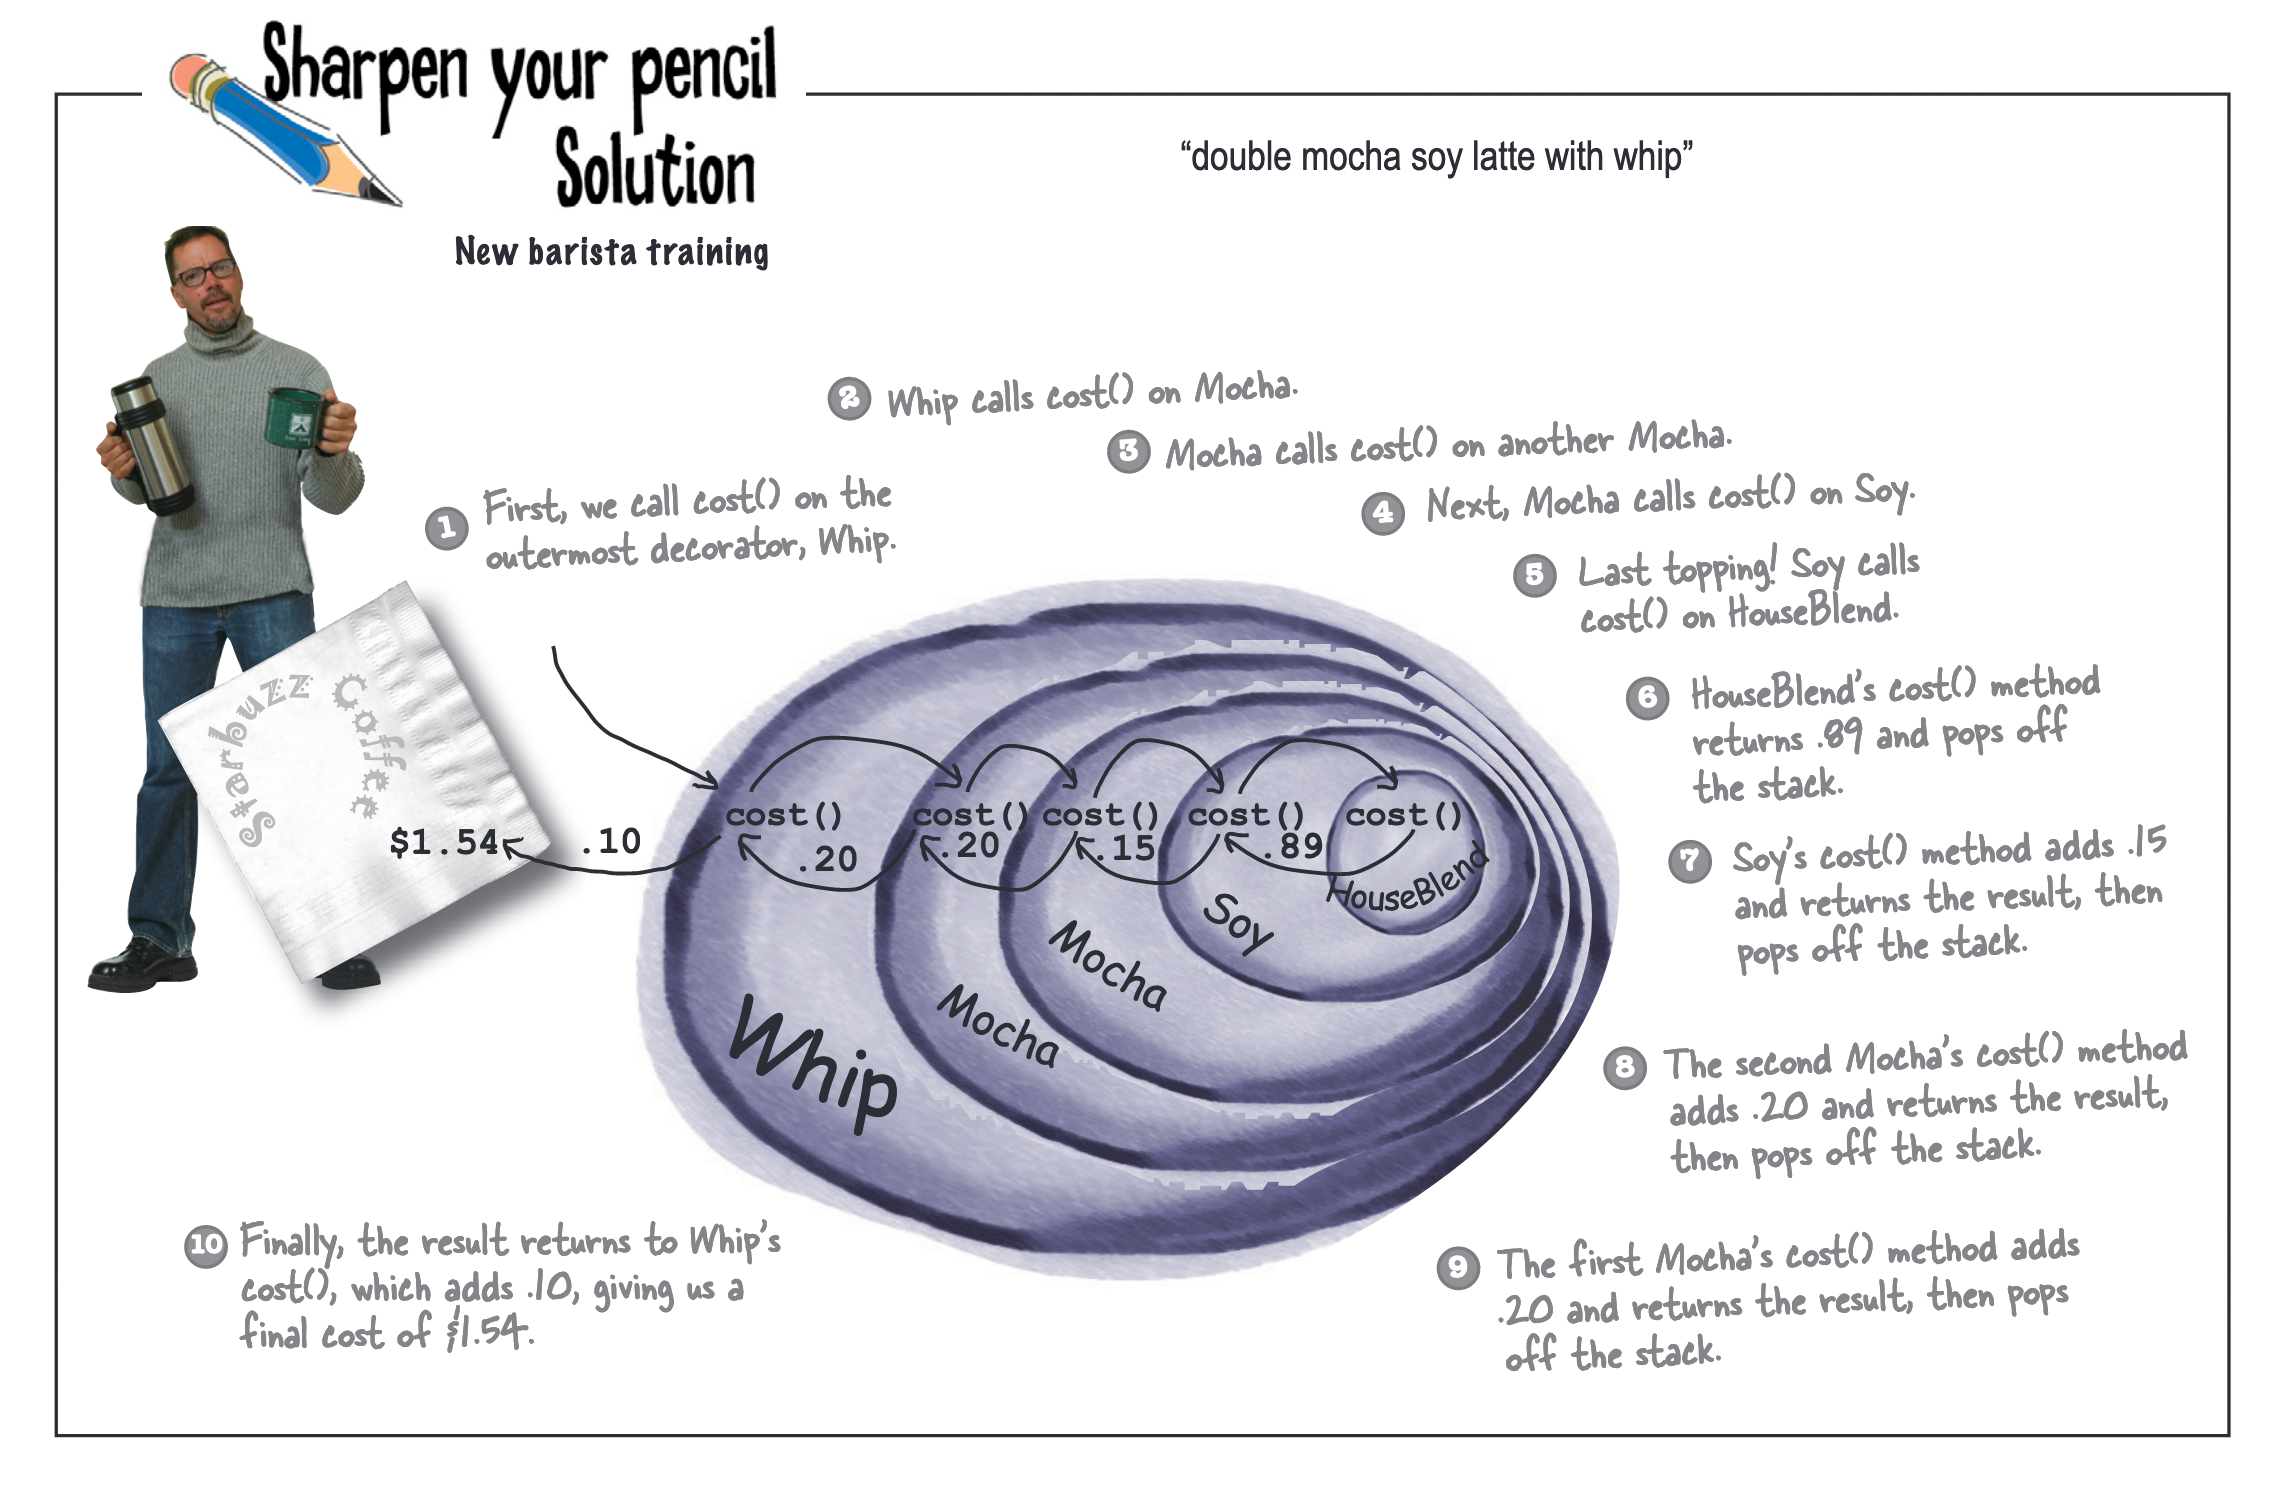 Sharpen your pencil
Solution
New barista training
“double mocha soy latte with whip”
2 Whip calls cost() on Mocha.
3 Mocha calls cost() on another Mocha.
1 First, we call cost() on the
outermost decorator, Whip.
4 Next, Mocha calls cost() on Soy.
5 Last topping! Soy calls
cost() on HouseBlend.
6 HouseBlend's cost() method
returns .89 and pops off
the stack.
Starbuzz Coffee
cost() cost() cost() cost() cost()
$1.54 .10 .20 .20 .15 .89
HouseBlend
Soy
Mocha
Mocha
Whip
7 Soy's cost() method adds .15
and returns the result, then
pops off the stack.
8 The second Mocha's cost() method
adds .20 and returns the result,
then pops off the stack.
9 The first Mocha's cost() method adds
.20 and returns the result, then pops
off the stack.
10 Finally, the result returns to Whip's
cost(), which adds .10, giving us a
final cost of $1.54.